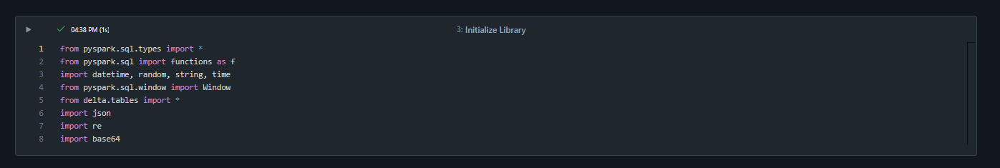 04:38 PM (1s)
3: Initialize Library
1 from pyspark.sql.types import *
2 from pyspark.sql import functions as f
3 import datetime, random, string, time
4 from pyspark.sql.window import Window
5 from delta.tables import *
6 import json
7 import re
8 import base64